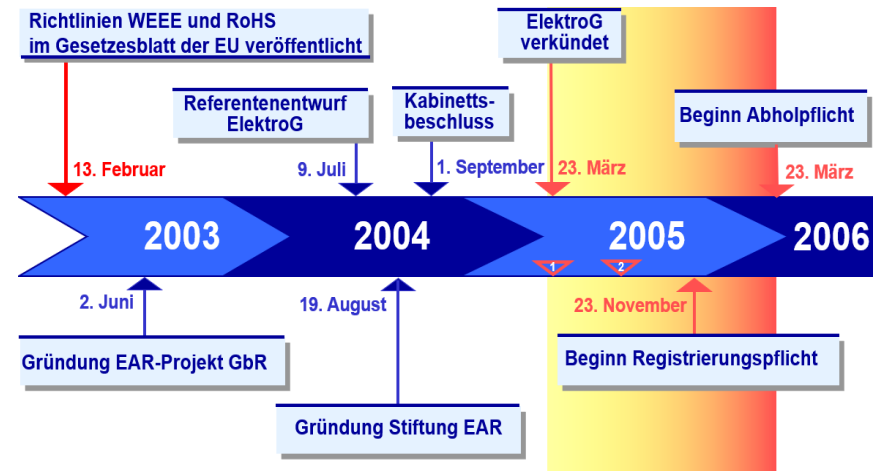 Richtlinien WEEE und RoHS
im Gesetzesblatt der EU veröffentlicht
ElektroG
verkündet
Referentenentwurf
ElektroG
Kabinetts-
beschluss
Beginn Abholpflicht
13. Februar
9. Juli
1. September
23. März
23. März
2003
2004
2005
2006
1
2
2. Juni
19. August
23. November
Gründung EAR-Projekt GbR
Beginn Registrierungspflicht
Gründung Stiftung EAR